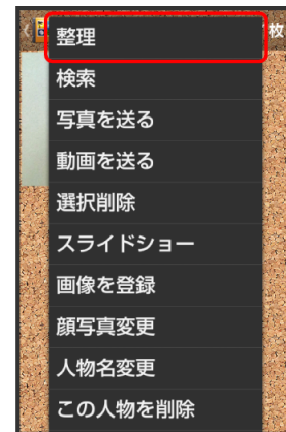 整理
枚
検索
写真を送る
動画を送る
選択削除
スライドショー
画像を登録
顔写真変更
人物名変更
この人物を削除